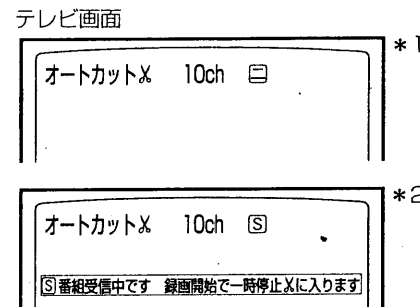 テレビ画面
*1
オートカット✂ 10ch 🈔
*2
オートカット✂ 10ch 🅂
🅂番組受信中です 録画開始で一時停止✂に入ります